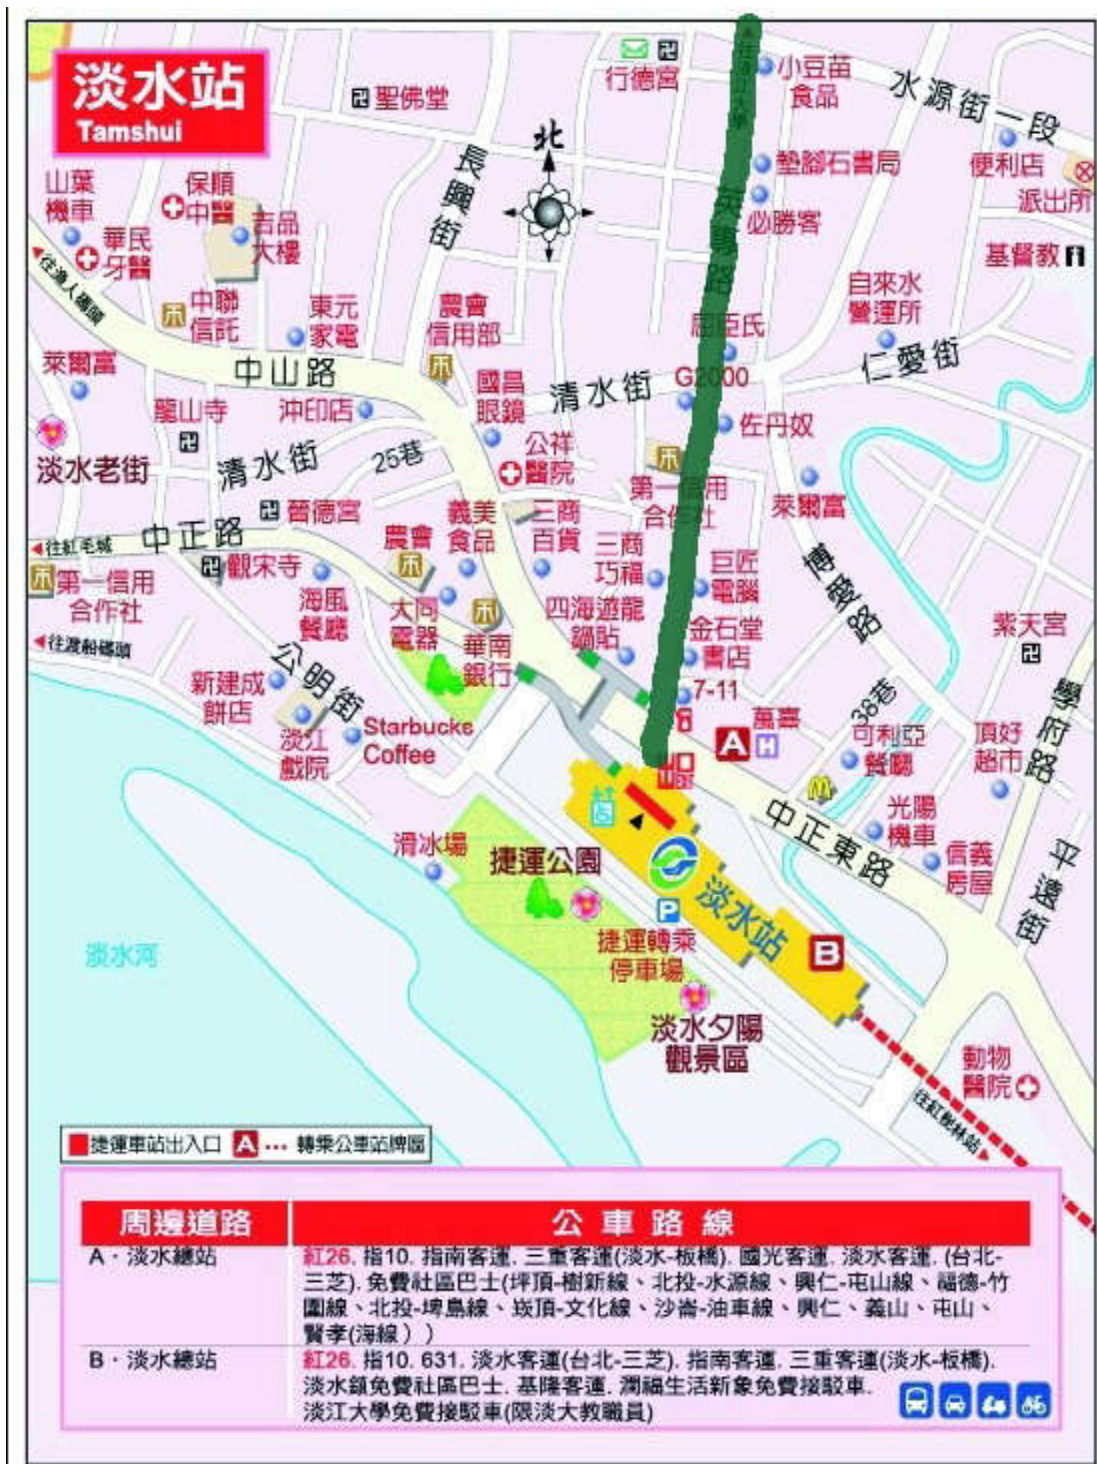 淡水站
Tamshui
行德宮
小豆苗
食品
水源街一段
聖佛堂
北
長興街
墊腳石書局
便利店
派出所
山葉
機車
保順
中醫
吉品
大樓
華民
牙醫
必勝客
基督教
往漁人碼頭
中聯
信託
東元
家電
農會
信用部
自來水
營運所
屈臣氏
萊爾富
中山路
國昌
眼鏡
清水街
G2000
仁愛街
龍山寺
沖印店
佐丹奴
淡水老街
清水街
25巷
公祥
醫院
第一信用
合作社
萊爾富
晉德宮
義美
食品
三商
百貨
往紅毛城
中正路
農會
三商
巧福
巨匠
電腦
博愛路
第一信用
合作社
觀宋寺
海風
餐廳
大同
電器
四海遊龍
鍋貼
金石堂
書店
紫天宮
往渡船碼頭
公明街
華南
銀行
7-11
新建成
餅店
38巷
學府路
淡江
戲院
Starbucks
Coffee
A
萬熹
H
可利亞
餐廳
頂好
超市
中正東路
光陽
機車
信義
房屋
平遠街
滑冰場
捷運公園
淡水站
P
捷運轉乘
停車場
B
淡水河
淡水夕陽
觀景區
動物
醫院
往紅樹林站
捷運車站出入口 A 轉乘公車站牌區
周邊道路 公車路線
A‧淡水總站 紅26. 指10. 指南客運. 三重客運(淡水-板橋). 國光客運. 淡水客運. (台北-
三芝). 免費社區巴士(坪頂-樹新線、北投-水源線、興仁-屯山線、福德-竹
圍線、北投-埤島線、崁頂-文化線、沙崙-油車線、興仁、義山、屯山、
賢孝(海線））
B‧淡水總站 紅26. 指10. 631. 淡水客運(台北-三芝). 指南客運. 三重客運(淡水-板橋).
淡水鎮免費社區巴士. 基隆客運. 潤福生活新象免費接駁車.
淡江大學免費接駁車(限淡大教職員)